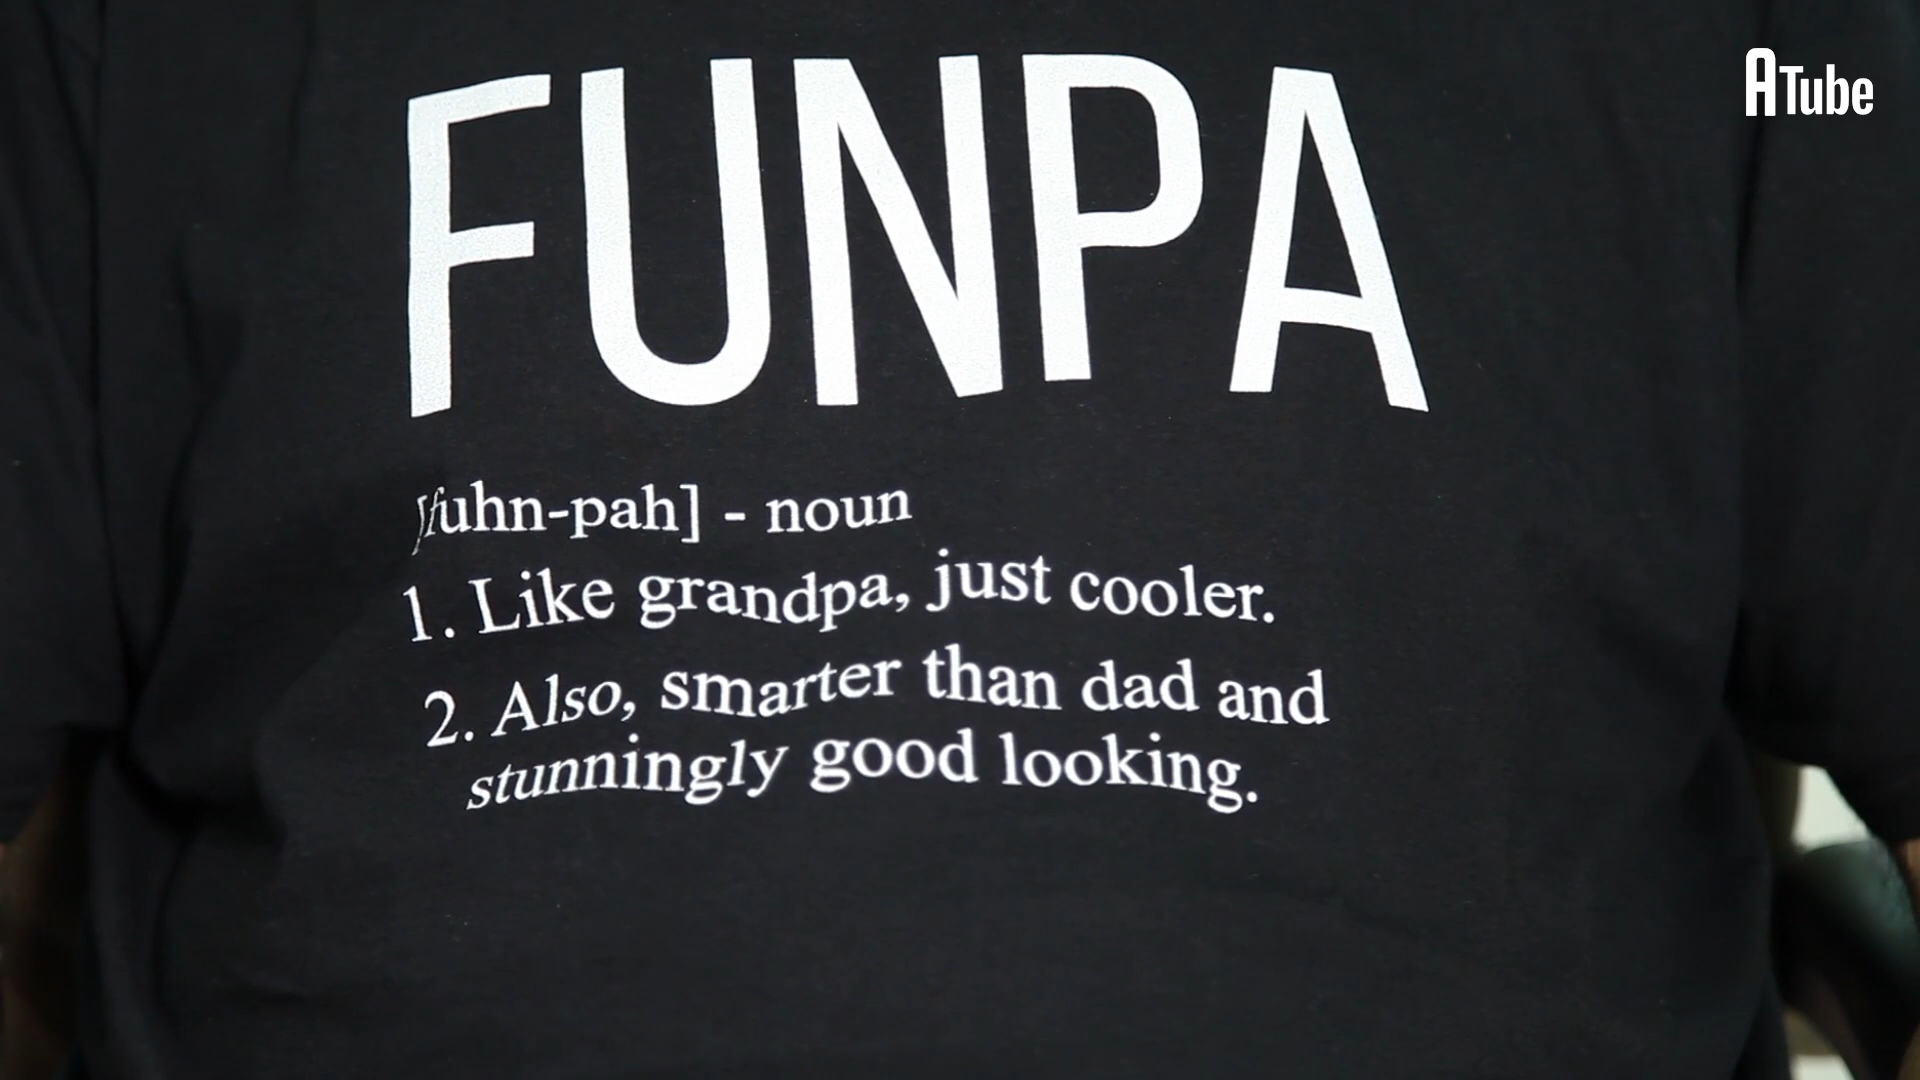 ATube
FUNPA
[fuhn-pah] - noun
1. Like grandpa, just cooler.
2. Also, smarter than dad and
stunningly good looking.